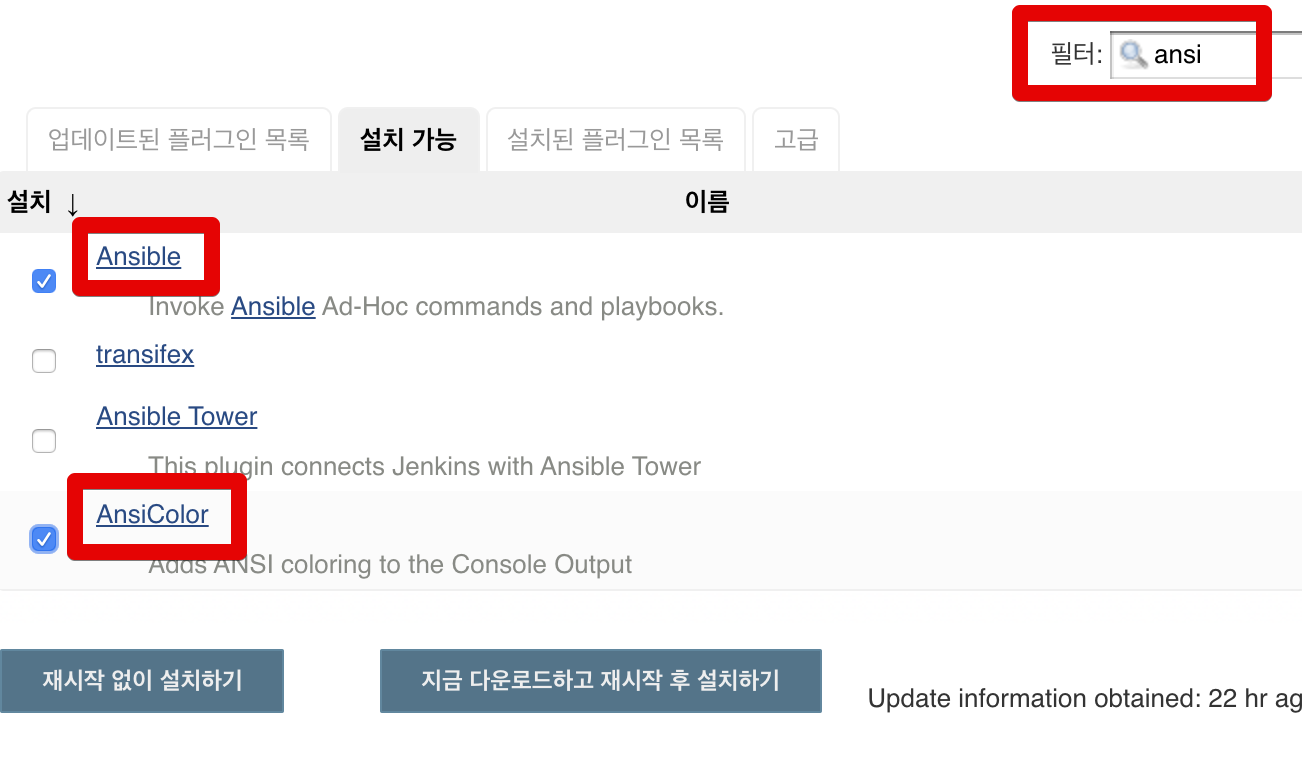 필터: ansi
업데이트된 플러그인 목록 설치 가능 설치된 플러그인 목록 고급
설치 ↓ 이름
Ansible
Invoke Ansible Ad-Hoc commands and playbooks.
transifex
Ansible Tower
This plugin connects Jenkins with Ansible Tower
AnsiColor
Adds ANSI coloring to the Console Output
재시작 없이 설치하기 지금 다운로드하고 재시작 후 설치하기 Update information obtained: 22 hr ag